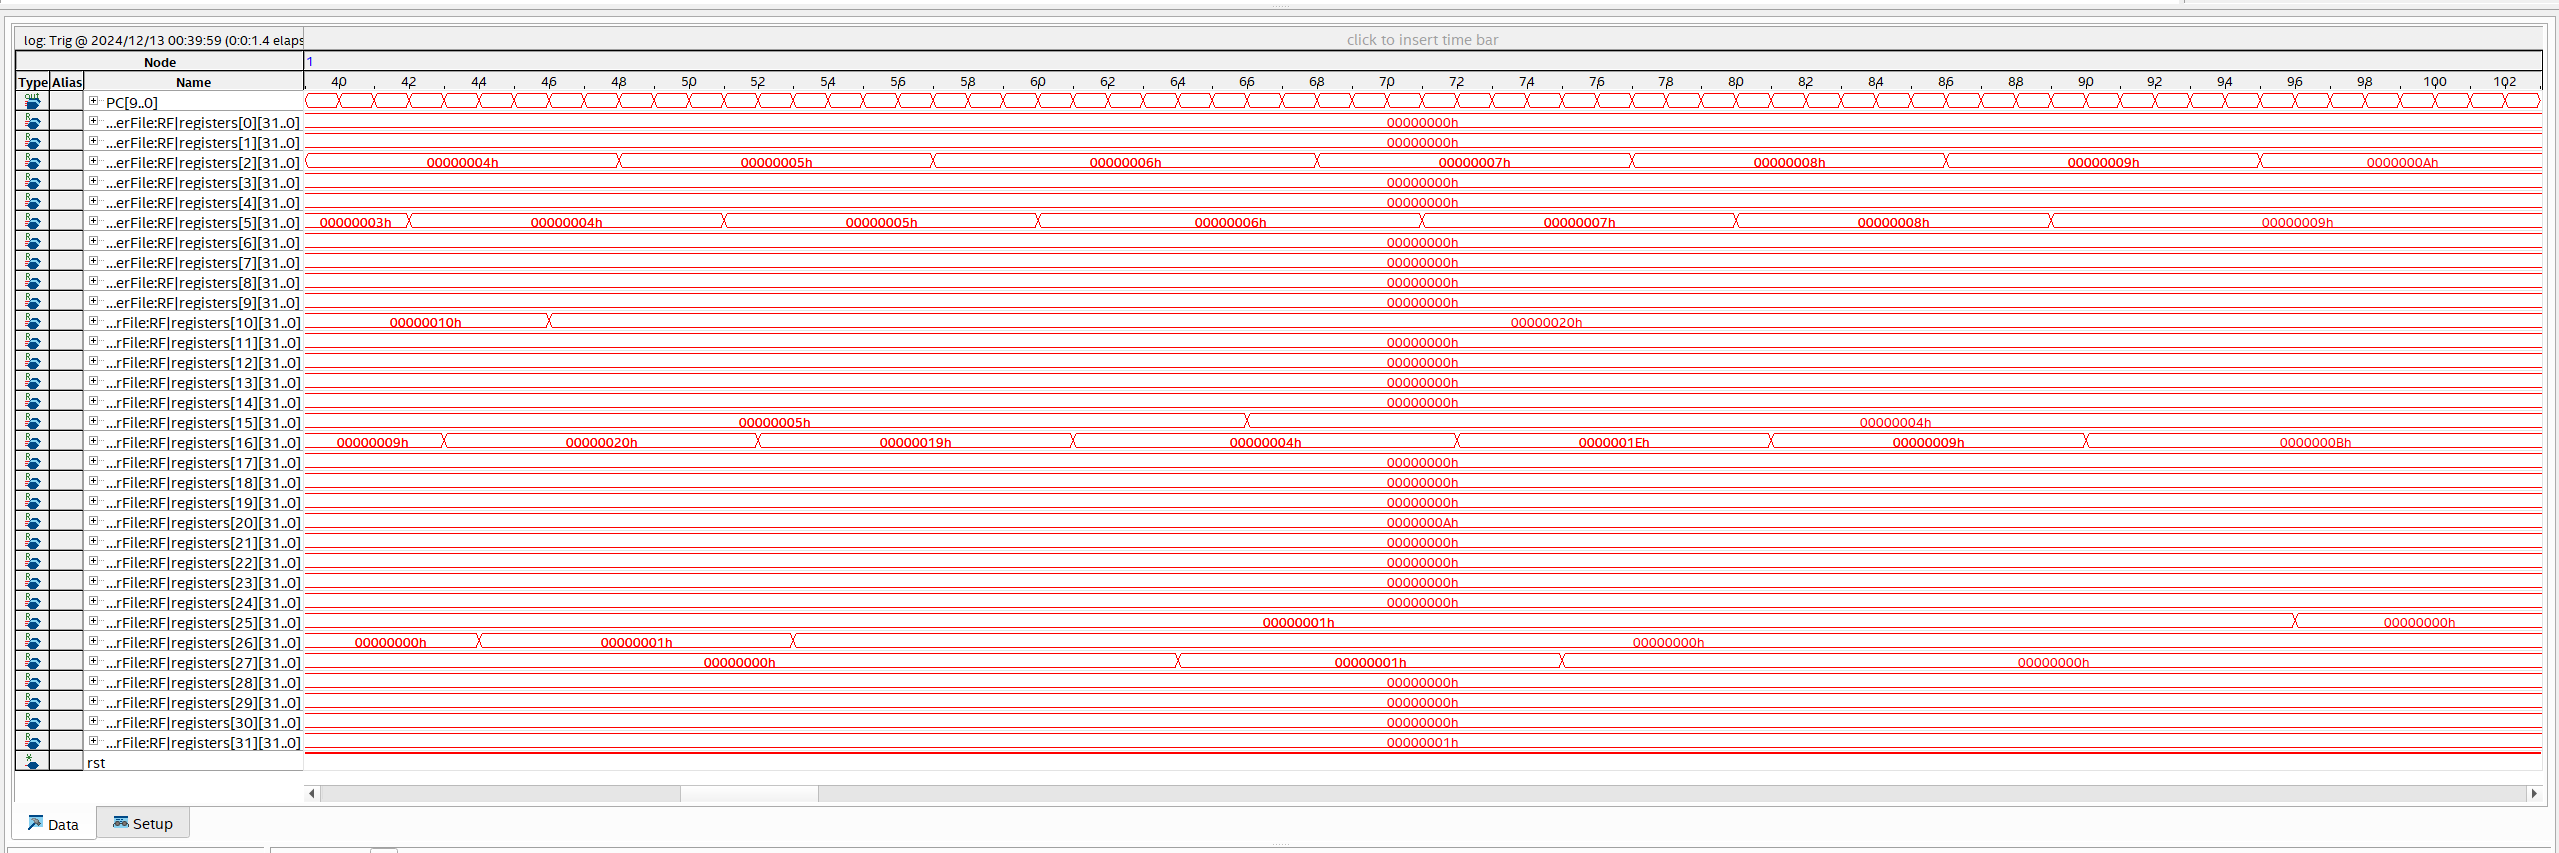 log: Trig @ 2024/12/13 00:39:59 (0:0:1.4 elaps
click to insert time bar
Node 1
Type Alias Name 40 42 44 46 48 50 52 54 56 58 60 62 64 66 68 70 72 74 76 78 80 82 84 86 88 90 92 94 96 98 100 102
out PC[9..0]
R ...erFile:RF|registers[0][31..0] 00000000h
R ...erFile:RF|registers[1][31..0] 00000000h
R ...erFile:RF|registers[2][31..0] 00000004h 00000005h 00000006h 00000007h 00000008h 00000009h 0000000Ah
R ...erFile:RF|registers[3][31..0] 00000000h
R ...erFile:RF|registers[4][31..0] 00000000h
R ...erFile:RF|registers[5][31..0] 00000003h 00000004h 00000005h 00000006h 00000007h 00000008h 00000009h
R ...erFile:RF|registers[6][31..0] 00000000h
R ...erFile:RF|registers[7][31..0] 00000000h
R ...erFile:RF|registers[8][31..0] 00000000h
R ...erFile:RF|registers[9][31..0] 00000000h
R ...rFile:RF|registers[10][31..0] 00000010h 00000020h
R ...rFile:RF|registers[11][31..0] 00000000h
R ...rFile:RF|registers[12][31..0] 00000000h
R ...rFile:RF|registers[13][31..0] 00000000h
R ...rFile:RF|registers[14][31..0] 00000000h
R ...rFile:RF|registers[15][31..0] 00000005h 00000004h
R ...rFile:RF|registers[16][31..0] 00000009h 00000020h 00000019h 00000004h 0000001Eh 00000009h 0000000Bh
R ...rFile:RF|registers[17][31..0] 00000000h
R ...rFile:RF|registers[18][31..0] 00000000h
R ...rFile:RF|registers[19][31..0] 00000000h
R ...rFile:RF|registers[20][31..0] 0000000Ah
R ...rFile:RF|registers[21][31..0] 00000000h
R ...rFile:RF|registers[22][31..0] 00000000h
R ...rFile:RF|registers[23][31..0] 00000000h
R ...rFile:RF|registers[24][31..0] 00000000h
R ...rFile:RF|registers[25][31..0] 00000001h 00000000h
R ...rFile:RF|registers[26][31..0] 00000000h 00000001h 00000000h
R ...rFile:RF|registers[27][31..0] 00000000h 00000001h 00000000h
R ...rFile:RF|registers[28][31..0] 00000000h
R ...rFile:RF|registers[29][31..0] 00000000h
R ...rFile:RF|registers[30][31..0] 00000000h
R ...rFile:RF|registers[31][31..0] 00000001h
* rst
Data Setup